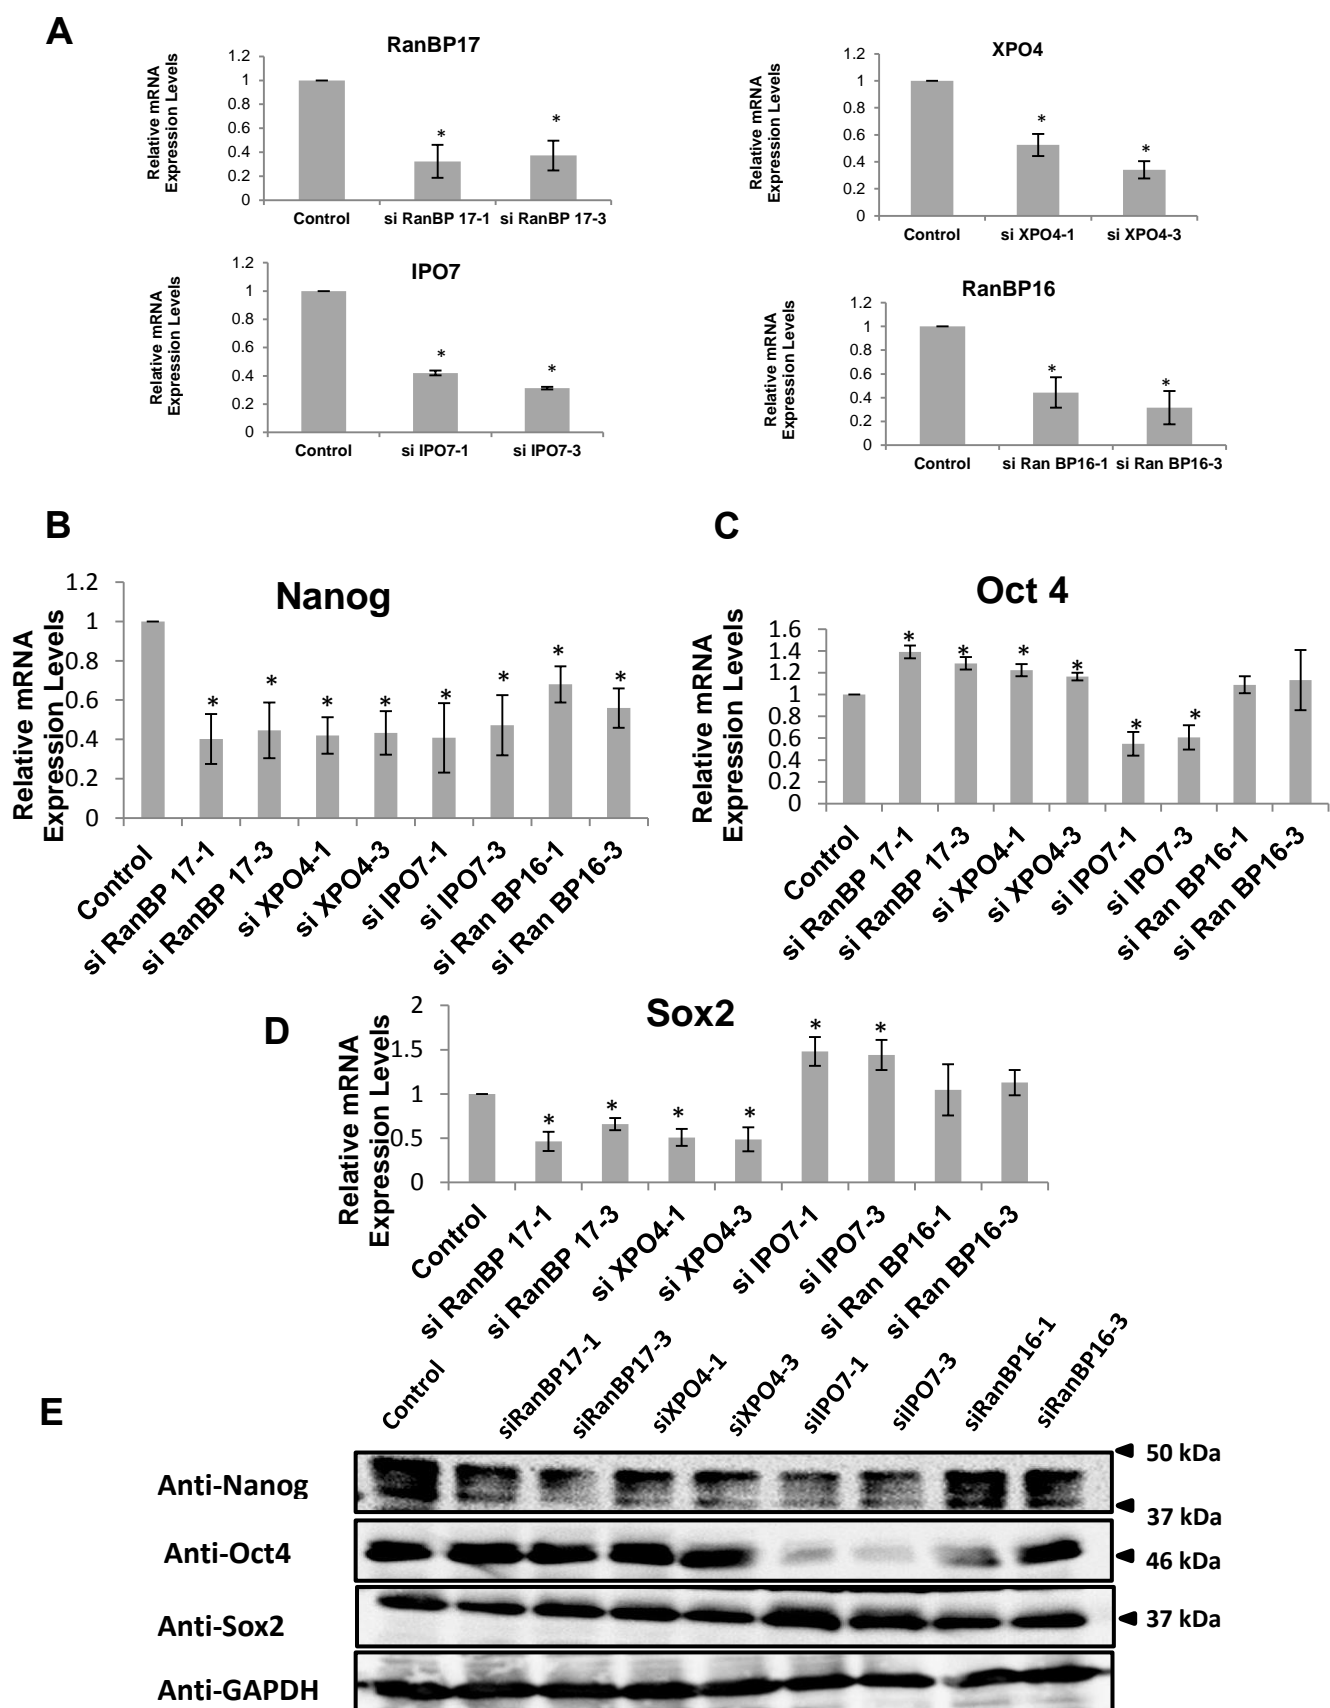 A
RanBP17
Relative mRNA
Expression Levels
1.2
1
0.8
0.6
0.4
0.2
0
*
*
Control
si RanBP 17-1
si RanBP 17-3
XPO4
Relative mRNA
Expression Levels
1.2
1
0.8
0.6
0.4
0.2
0
*
*
Control
si XPO4-1
si XPO4-3
IPO7
Relative mRNA
Expression Levels
1.2
1
0.8
0.6
0.4
0.2
0
*
*
Control
si IPO7-1
si IPO7-3
RanBP16
Relative mRNA
Expression Levels
1.2
1
0.8
0.6
0.4
0.2
0
*
*
Control
si Ran BP16-1
si Ran BP16-3
B
Nanog
Relative mRNA
Expression Levels
1.2
1
0.8
0.6
0.4
0.2
0
*
*
*
*
*
*
*
*
Control
si RanBP 17-1
si RanBP 17-3
si XPO4-1
si XPO4-3
si IPO7-1
si IPO7-3
si Ran BP16-1
si Ran BP16-3
C
Oct 4
Relative mRNA
Expression Levels
1.6
1.4
1.2
1
0.8
0.6
0.4
0.2
0
*
*
*
*
*
*
Control
si RanBP 17-1
si RanBP 17-3
si XPO4-1
si XPO4-3
si IPO7-1
si IPO7-3
si Ran BP16-1
si Ran BP16-3
D
Sox2
Relative mRNA
Expression Levels
2
1.5
1
0.5
0
*
*
*
*
*
*
Control
si RanBP 17-1
si RanBP 17-3
si XPO4-1
si XPO4-3
si IPO7-1
si IPO7-3
si Ran BP16-1
si Ran BP16-3
E
Control
siRanBP17-1
siRanBP17-3
siXPO4-1
siXPO4-3
siIPO7-1
siIPO7-3
siRanBP16-1
siRanBP16-3
Anti-Nanog
50 kDa
37 kDa
Anti-Oct4
46 kDa
Anti-Sox2
37 kDa
Anti-GAPDH